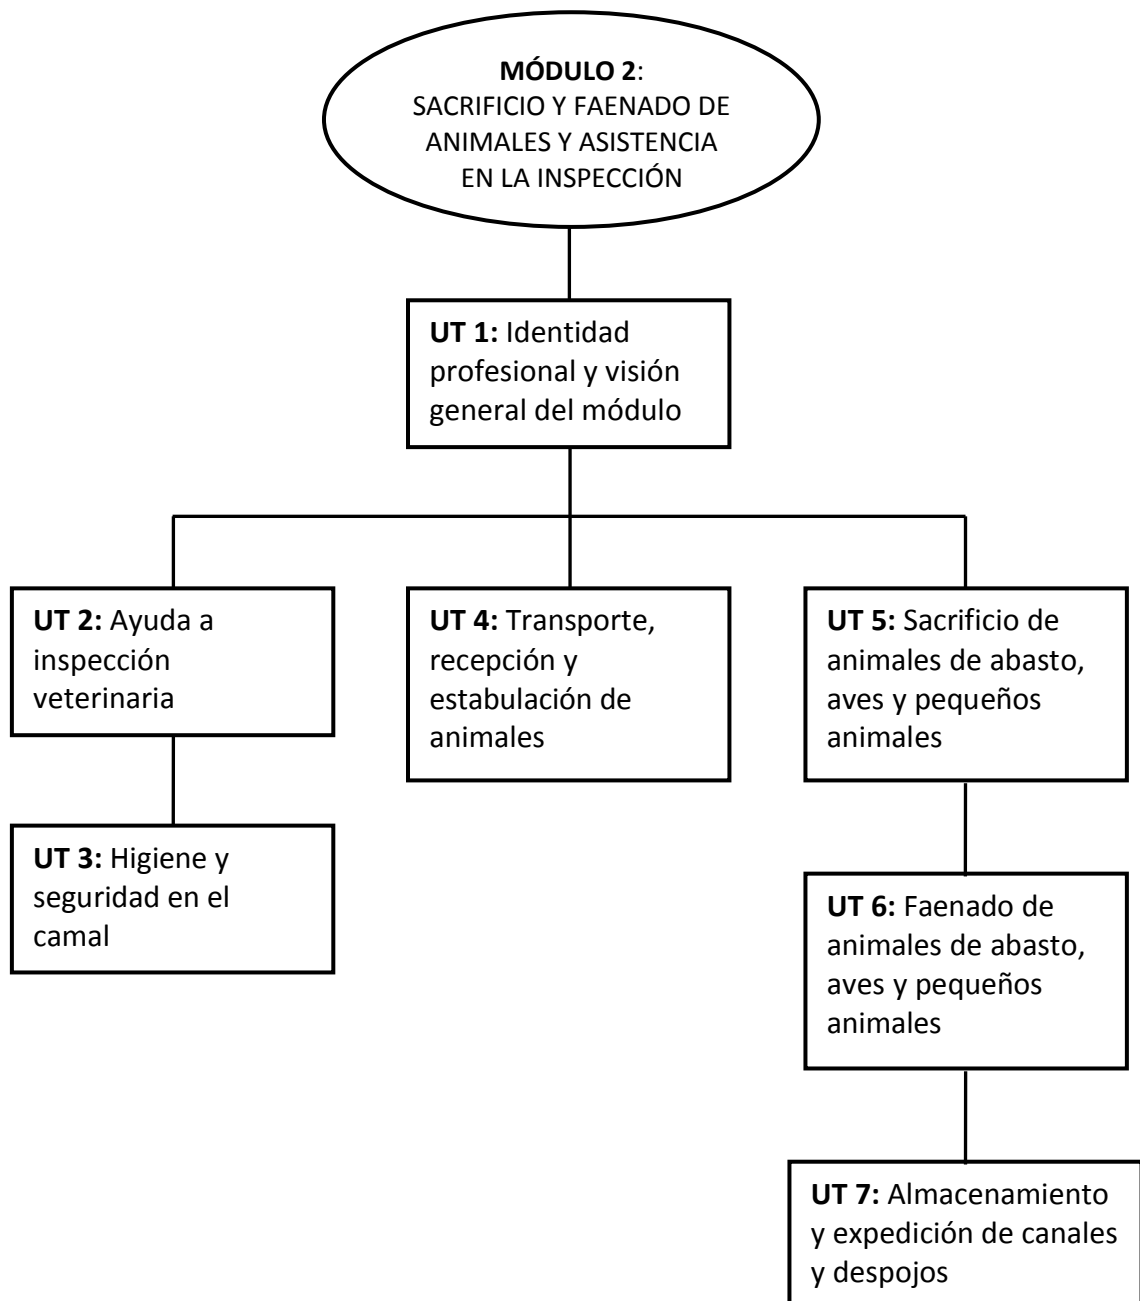 MÓDULO 2:
SACRIFICIO Y FAENADO DE
ANIMALES Y ASISTENCIA
EN LA INSPECCIÓN
UT 1: Identidad
profesional y visión
general del módulo
UT 2: Ayuda a
inspección
veterinaria
UT 4: Transporte,
recepción y
estabulación de
animales
UT 5: Sacrificio de
animales de abasto,
aves y pequeños
animales
UT 3: Higiene y
seguridad en el
camal
UT 6: Faenado de
animales de abasto,
aves y pequeños
animales
UT 7: Almacenamiento
y expedición de canales
y despojos